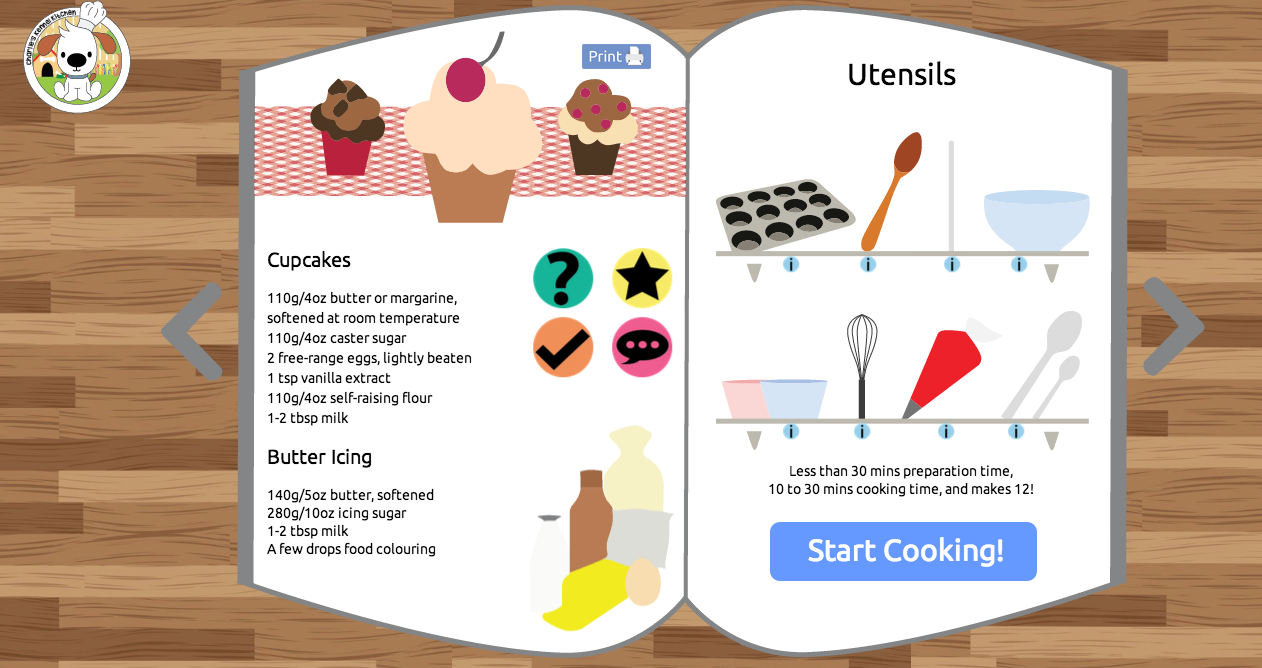 Charlie's Kennel Kitchen
Print
Cupcakes
110g/4oz butter or margarine,
softened at room temperature
110g/4oz caster sugar
2 free-range eggs, lightly beaten
1 tsp vanilla extract
110g/4oz self-raising flour
1-2 tbsp milk
Butter Icing
140g/5oz butter, softened
280g/10oz icing sugar
1-2 tbsp milk
A few drops food colouring
?
Utensils
i i i i
i i i i
Less than 30 mins preparation time,
10 to 30 mins cooking time, and makes 12!
Start Cooking!